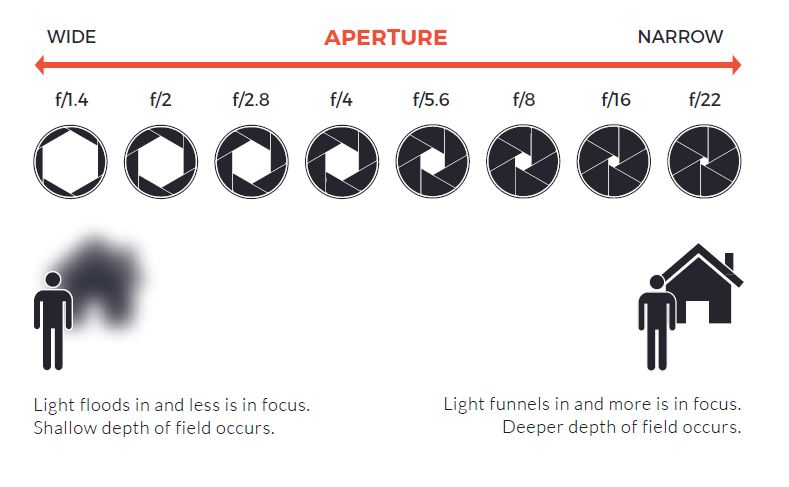 WIDE APERTURE NARROW
f/1.4 f/2 f/2.8 f/4 f/5.6 f/8 f/16 f/22
Light floods in and less is in focus.
Shallow depth of field occurs.
Light funnels in and more is in focus.
Deeper depth of field occurs.